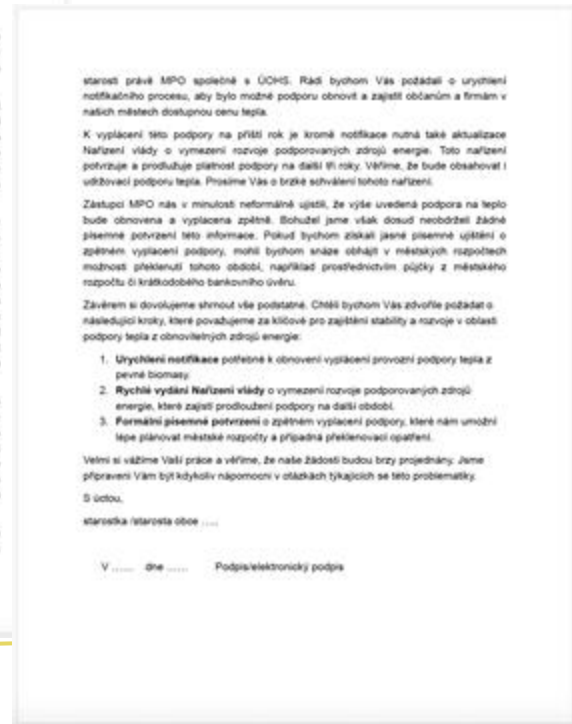 starosti právě MPO společně s ÚOHS. Rádi bychom Vás požádali o urychlení
notifikačního procesu, aby bylo možné podporu obnovit a zajistit občanům a firmám v
našich městech dostupnou cenu tepla.
K vyplácení této podpory na příští rok je kromě notifikace nutná také aktualizace
Nařízení vlády o vymezení rozvoje podporovaných zdrojů energie. Toto nařízení
potvrzuje a prodlužuje platnost podpory na další tři roky. Věříme, že bude obsahovat i
udržovací podporu tepla. Prosíme Vás o brzké schválení tohoto nařízení.
Zástupci MPO nás v minulosti neformálně ujistili, že výše uvedená podpora na teplo
bude obnovena a vyplacena zpětně. Bohužel jsme však dosud neobdrželi žádné
písemné potvrzení této informace. Pokud bychom získali jasné písemné ujištění o
zpětném vyplacení podpory, mohli bychom snáze obhájit v městských rozpočtech
možnosti překlenutí tohoto období, například prostřednictvím půjčky z městského
rozpočtu či krátkodobého bankovního úvěru.
Závěrem si dovolujeme shrnout vše podstatné. Chtěli bychom Vás zdvořile požádat o
následující kroky, které považujeme za klíčové pro zajištění stability a rozvoje v oblasti
podpory tepla z obnovitelných zdrojů energie:
1. Urychlení notifikace potřebné k obnovení vyplácení provozní podpory tepla z
pevné biomasy.
2. Rychlé vydání Nařízení vlády o vymezení rozvoje podporovaných zdrojů
energie, které zajistí prodloužení podpory na další období.
3. Formální písemné potvrzení o zpětném vyplacení podpory, které nám umožní
lépe plánovat městské rozpočty a případná překlenovací opatření.
Velmi si vážíme Vaší práce a věříme, že naše žádosti budou brzy projednány. Jsme
připraveni Vám být kdykoliv nápomocni v otázkách týkajících se této problematiky.
S úctou,
starostka /starosta obce .....
V ...... dne ...... Podpis/elektronický podpis